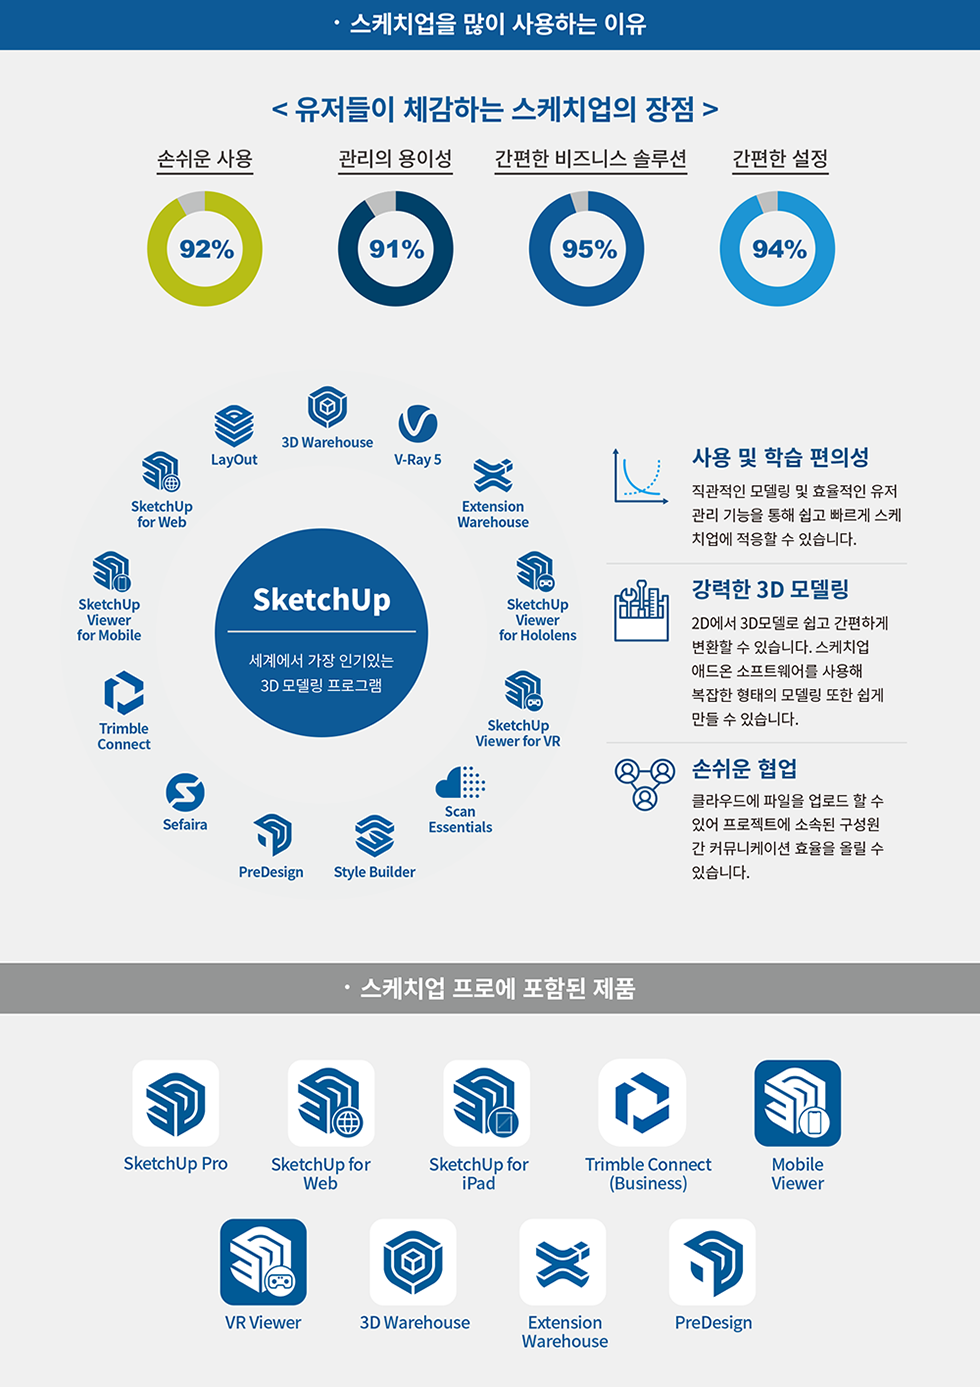 · 스케치업을 많이 사용하는 이유
< 유저들이 체감하는 스케치업의 장점 >
손쉬운 사용
관리의 용이성
간편한 비즈니스 솔루션
간편한 설정
92%
91%
95%
94%
3D Warehouse
LayOut
V-Ray 5
SketchUp
for Web
Extension
Warehouse
SketchUp
Viewer
for Mobile
SketchUp
Viewer
for Hololens
SketchUp
세계에서 가장 인기있는
3D 모델링 프로그램
Trimble
Connect
SketchUp
Viewer for VR
Sefaira
Scan
Essentials
PreDesign
Style Builder
사용 및 학습 편의성
직관적인 모델링 및 효율적인 유저
관리 기능을 통해 쉽고 빠르게 스케
치업에 적응할 수 있습니다.
강력한 3D 모델링
2D에서 3D모델로 쉽고 간편하게
변환할 수 있습니다. 스케치업
애드온 소프트웨어를 사용해
복잡한 형태의 모델링 또한 쉽게
만들 수 있습니다.
손쉬운 협업
클라우드에 파일을 업로드 할 수
있어 프로젝트에 소속된 구성원
간 커뮤니케이션 효율을 올릴 수
있습니다.
· 스케치업 프로에 포함된 제품
SketchUp Pro
SketchUp for
Web
SketchUp for
iPad
Trimble Connect
(Business)
Mobile
Viewer
VR Viewer
3D Warehouse
Extension
Warehouse
PreDesign